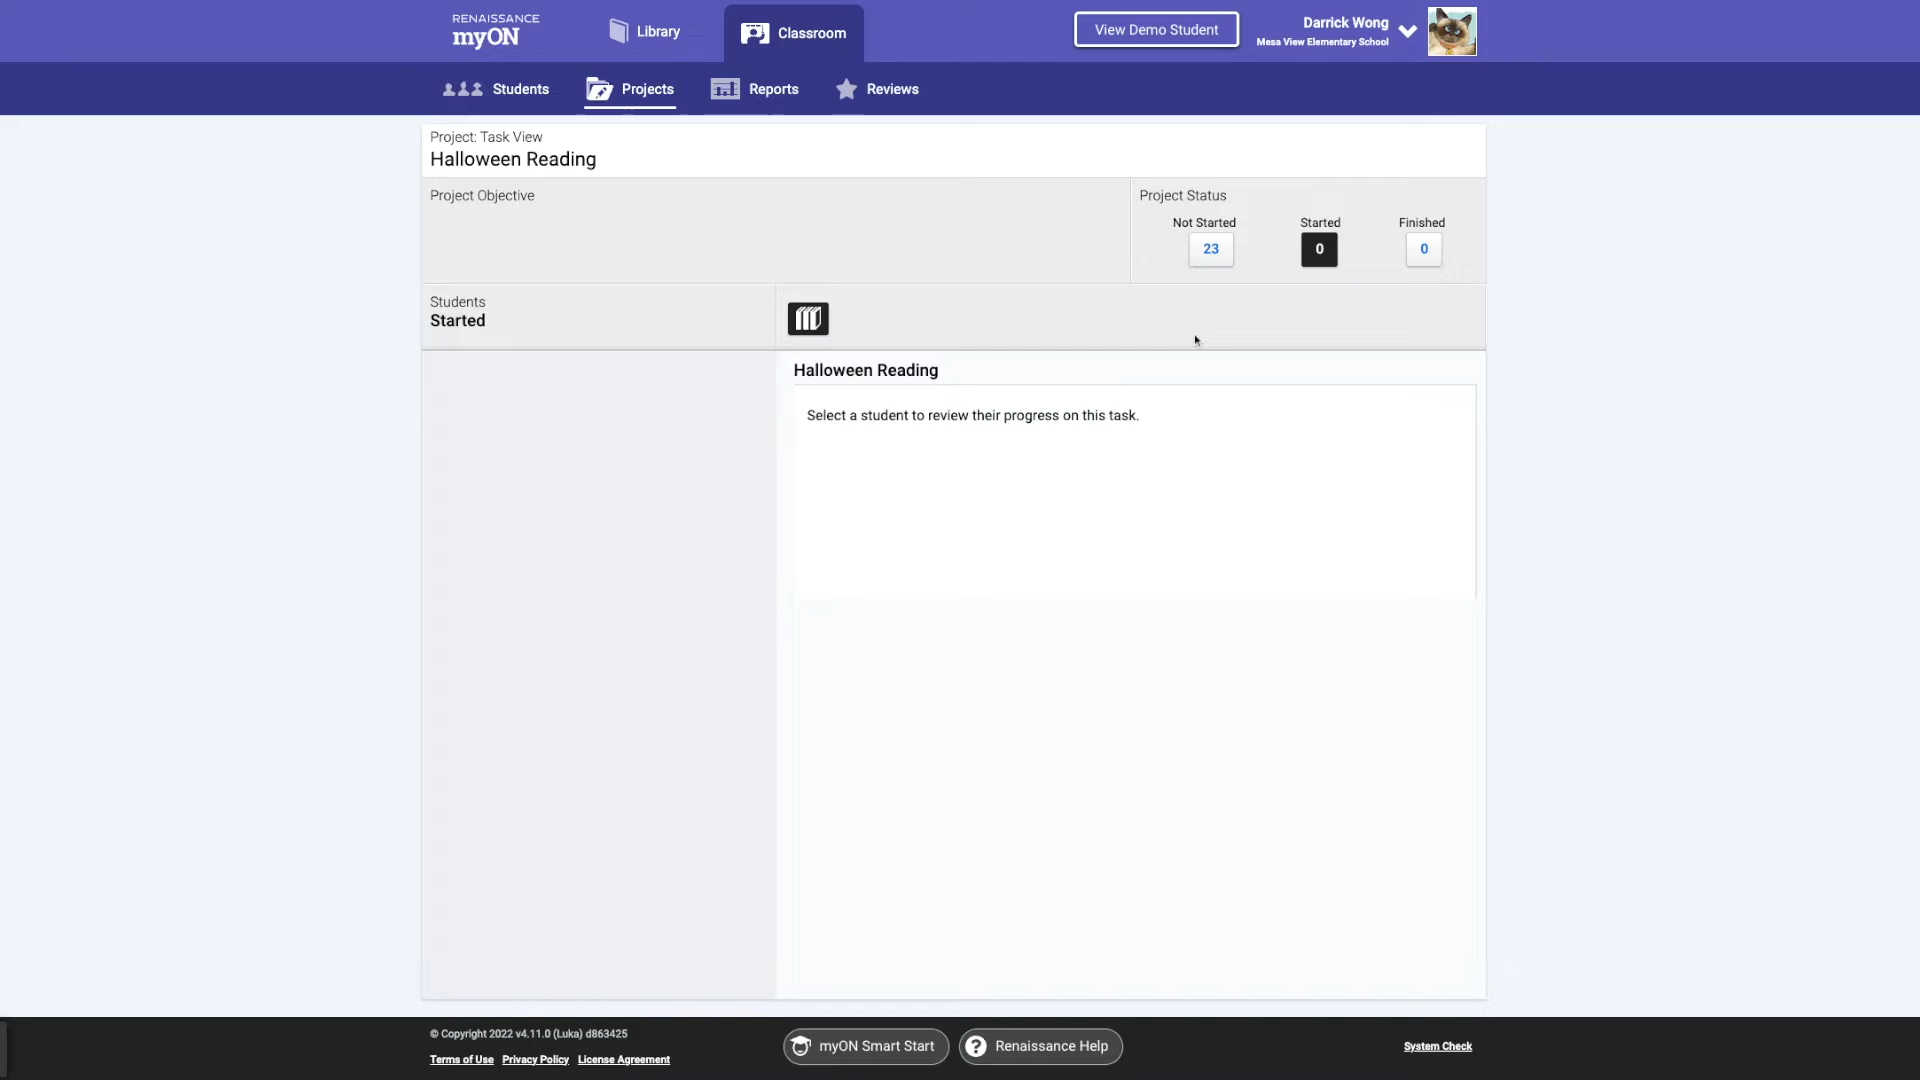 RENAISSANCE
myON
Library
Classroom
View Demo Student
Darrick Wong
Mesa View Elementary School
Students
Projects
Reports
Reviews
Project: Task View
Halloween Reading
Project Objective
Project Status
Not Started
Started
Finished
23
0
0
Students
Started
Halloween Reading
Select a student to review their progress on this task.
© Copyright 2022 v4.11.0 (Luka) d863425
Terms of Use Privacy Policy License Agreement
myON Smart Start
Renaissance Help
System Check